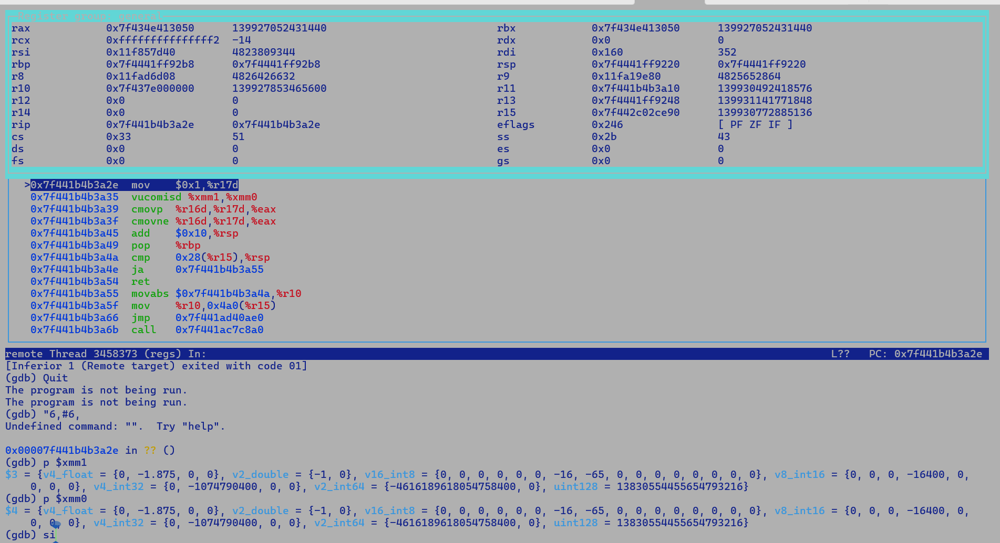 Register group: general
rax 0x7f434e413050 139927052431440 rbx 0x7f434e413050 139927052431440
rcx 0xfffffffffffffff2 -14 rdx 0x0 0
rsi 0x11f857d40 4823809344 rdi 0x160 352
rbp 0x7f4441ff92b8 0x7f4441ff92b8 rsp 0x7f4441ff9220 0x7f4441ff9220
r8 0x11fad6d08 4826426632 r9 0x11fa19e80 4825652864
r10 0x7f437e000000 139927853465600 r11 0x7f441b4b3a10 139930492418576
r12 0x0 0 r13 0x7f4441ff9248 139931141771848
r14 0x0 0 r15 0x7f442c02ce90 139930772885136
rip 0x7f441b4b3a2e 0x7f441b4b3a2e eflags 0x246 [ PF ZF IF ]
cs 0x33 51 ss 0x2b 43
ds 0x0 0 es 0x0 0
fs 0x0 0 gs 0x0 0
>0x7f441b4b3a2e mov $0x1,%r17d
0x7f441b4b3a35 vucomisd %xmm1,%xmm0
0x7f441b4b3a39 cmovp %r16d,%r17d,%eax
0x7f441b4b3a3f cmovne %r16d,%r17d,%eax
0x7f441b4b3a45 add $0x10,%rsp
0x7f441b4b3a49 pop %rbp
0x7f441b4b3a4a cmp 0x28(%r15),%rsp
0x7f441b4b3a4e ja 0x7f441b4b3a55
0x7f441b4b3a54 ret
0x7f441b4b3a55 movabs $0x7f441b4b3a4a,%r10
0x7f441b4b3a5f mov %r10,0x4a0(%r15)
0x7f441b4b3a66 jmp 0x7f441ad40ae0
0x7f441b4b3a6b call 0x7f441ac7c8a0
remote Thread 3458373 (regs) In: L?? PC: 0x7f441b4b3a2e
[Inferior 1 (Remote target) exited with code 01]
(gdb) Quit
The program is not being run.
The program is not being run.
(gdb) "6,#6,
Undefined command: "". Try "help".
0x00007f441b4b3a2e in ?? ()
(gdb) p $xmm1
$3 = {v4_float = {0, -1.875, 0, 0}, v2_double = {-1, 0}, v16_int8 = {0, 0, 0, 0, 0, 0, -16, -65, 0, 0, 0, 0, 0, 0, 0, 0}, v8_int16 = {0, 0, 0, -16400, 0,
0, 0, 0}, v4_int32 = {0, -1074790400, 0, 0}, v2_int64 = {-4616189618054758400, 0}, uint128 = 13830554455654793216}
(gdb) p $xmm0
$4 = {v4_float = {0, -1.875, 0, 0}, v2_double = {-1, 0}, v16_int8 = {0, 0, 0, 0, 0, 0, -16, -65, 0, 0, 0, 0, 0, 0, 0, 0}, v8_int16 = {0, 0, 0, -16400, 0,
0, 0, 0}, v4_int32 = {0, -1074790400, 0, 0}, v2_int64 = {-4616189618054758400, 0}, uint128 = 13830554455654793216}
(gdb) si